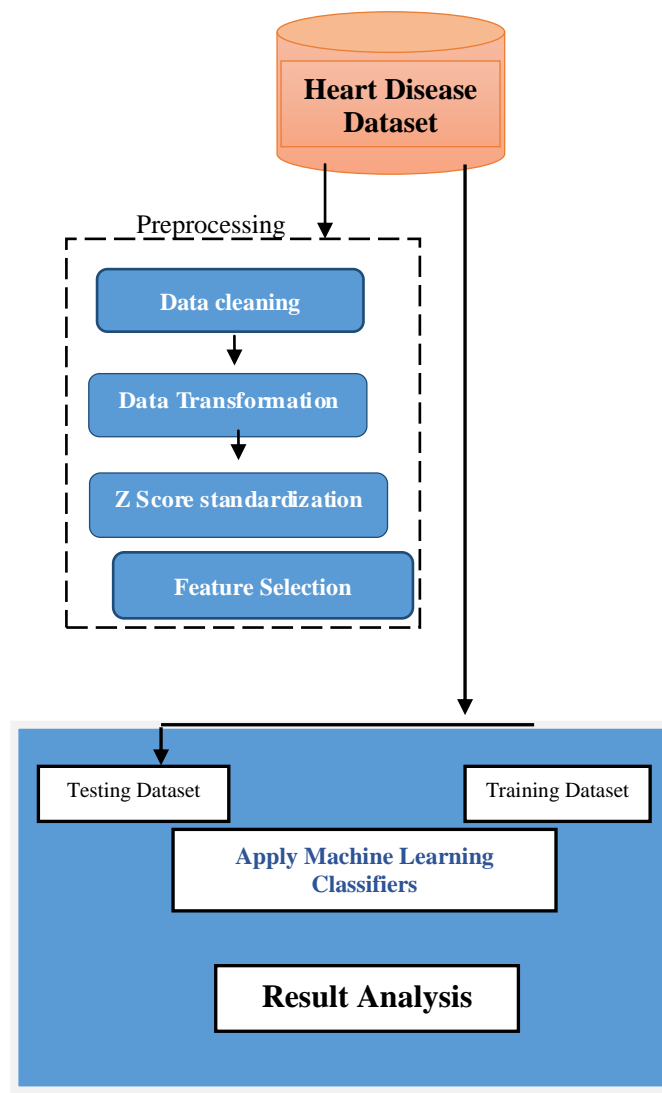 Heart Disease
Dataset
Preprocessing
Data cleaning
Data Transformation
Z Score standardization
Feature Selection
Testing Dataset
Training Dataset
Apply Machine Learning
Classifiers
Result Analysis